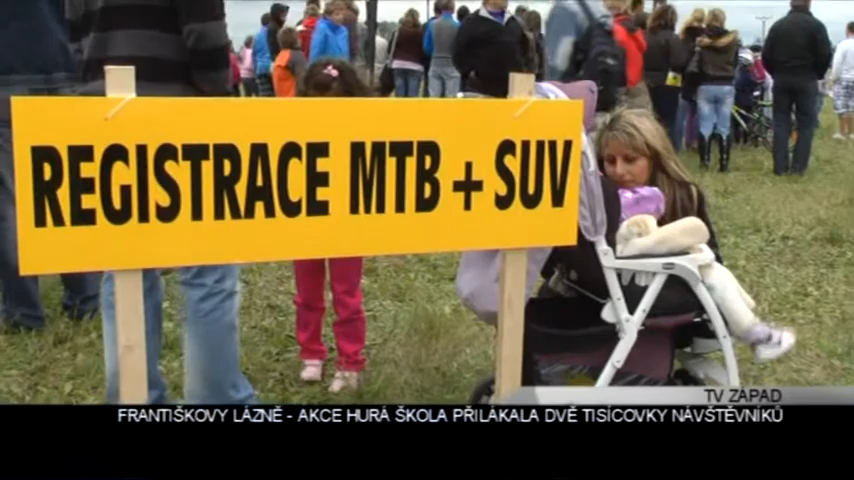 REGISTRACE MTB + SUV
TV ZÁPAD
FRANTIŠKOVY LÁZNĚ - AKCE HURÁ ŠKOLA PŘILÁKALA DVĚ TISÍCOVKY NÁVŠTĚVNÍKŮ